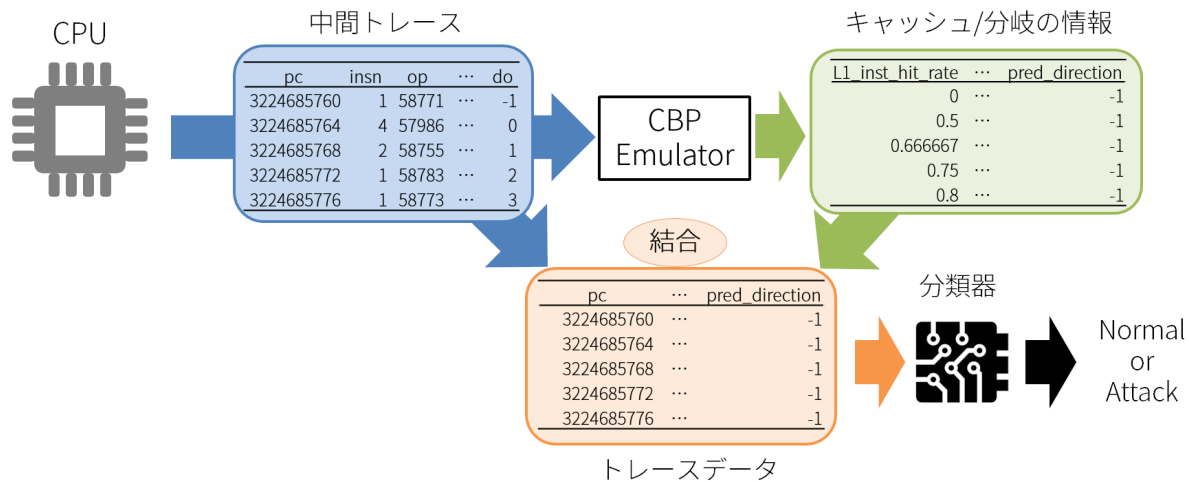 CPU
中間トレース
pc insn op … do
3224685760 1 58771 … -1
3224685764 4 57986 … 0
3224685768 2 58755 … 1
3224685772 1 58783 … 2
3224685776 1 58773 … 3
CBP
Emulator
キャッシュ/分岐の情報
L1_inst_hit_rate … pred_direction
0 … -1
0.5 … -1
0.666667 … -1
0.75 … -1
0.8 … -1
結合
pc … pred_direction
3224685760 … -1
3224685764 … -1
3224685768 … -1
3224685772 … -1
3224685776 … -1
トレースデータ
分類器
Normal
or
Attack